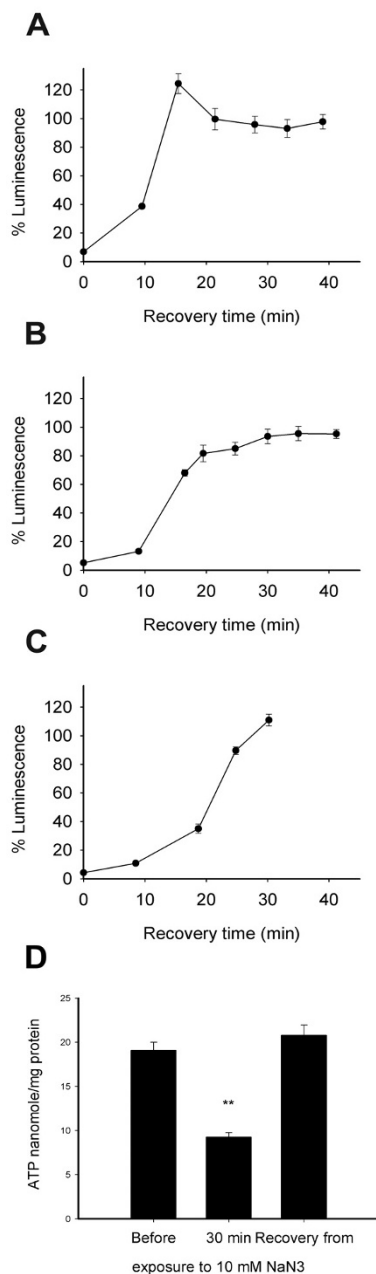 A
120
100
80
60
40
20
0
% Luminescence
0 10 20 30 40
Recovery time (min)
B
120
100
80
60
40
20
0
% Luminescence
0 10 20 30 40
Recovery time (min)
C
120
100
80
60
40
20
0
% Luminescence
0 10 20 30 40
Recovery time (min)
D
25
20
15
10
5
0
ATP nanomole/mg protein
**
Before 30 min Recovery from
exposure to 10 mM NaN3